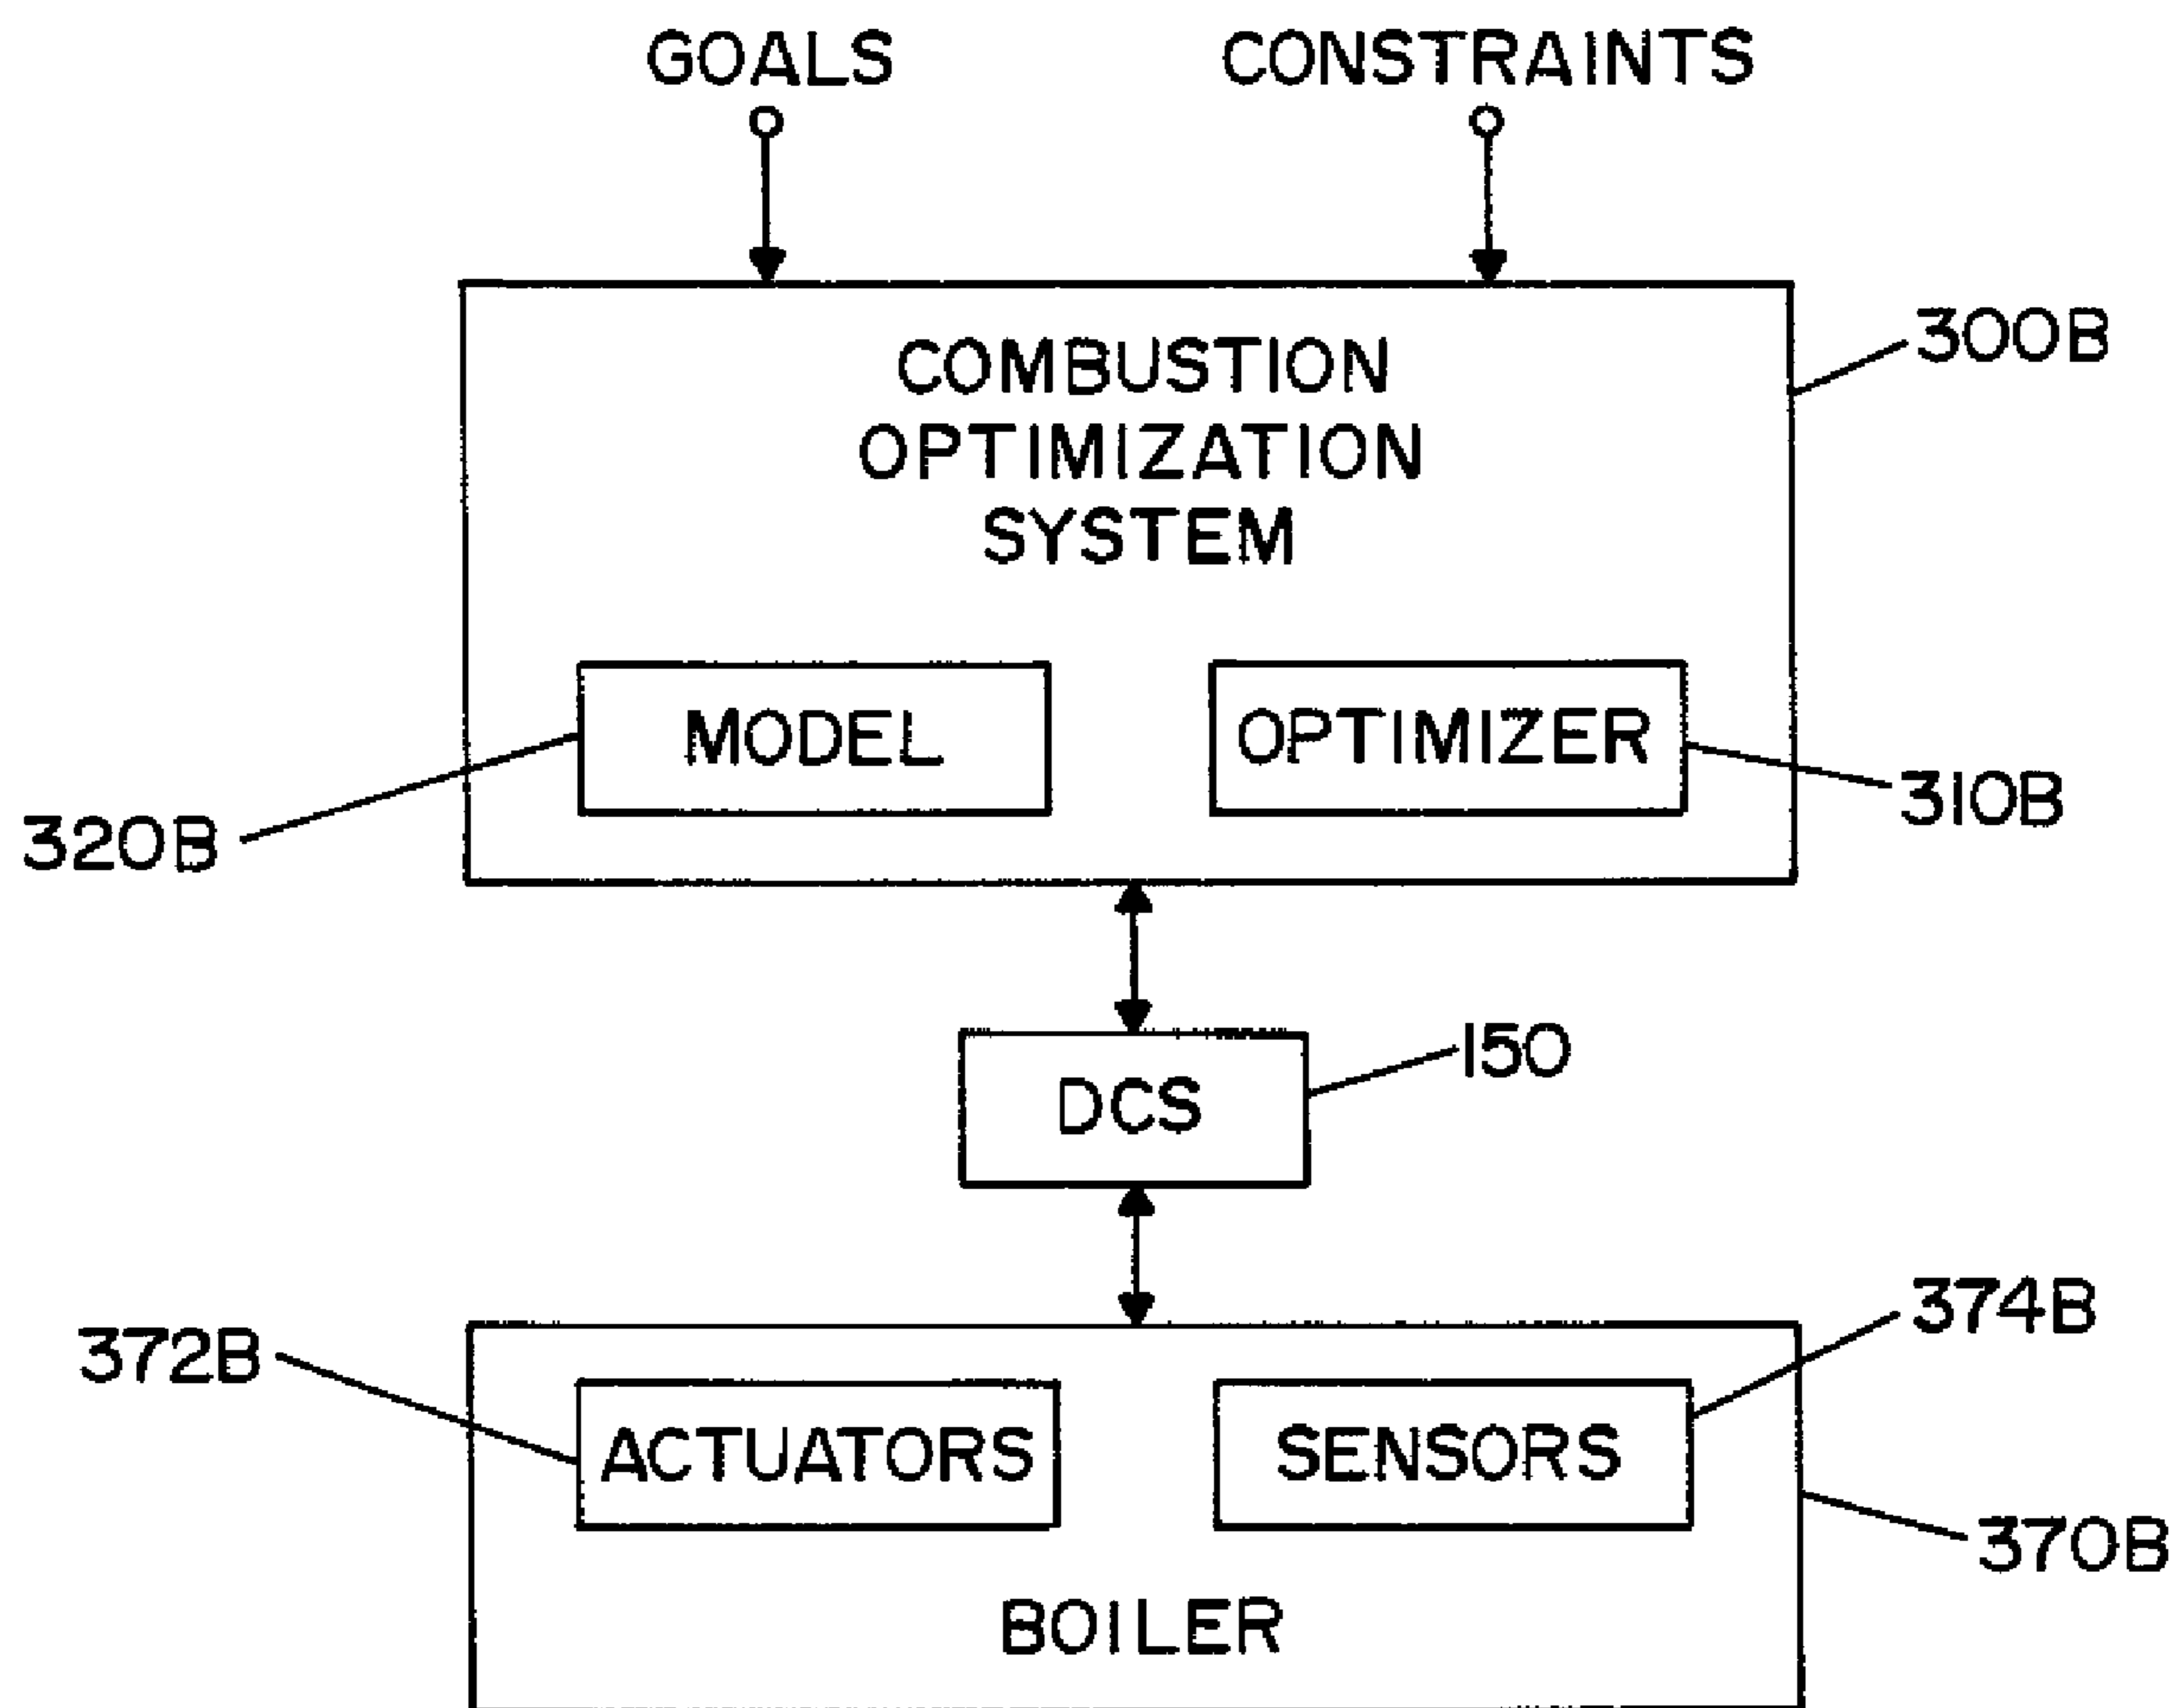 GOALS
CONSTRAINTS
300B
COMBUSTION
OPTIMIZATION
SYSTEM
MODEL
OPTIMIZER
320B
310B
150
DCS
372B
374B
ACTUATORS
SENSORS
370B
BOILER